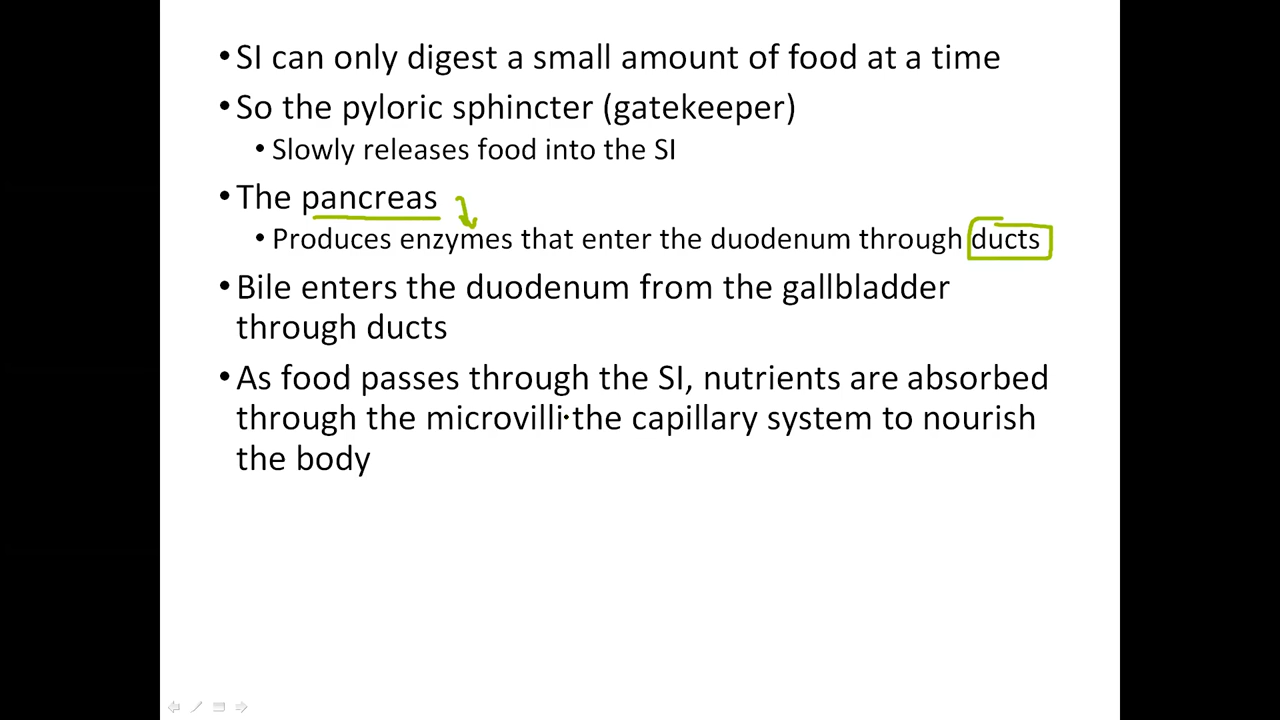 •SI can only digest a small amount of food at a time
•So the pyloric sphincter (gatekeeper)
•Slowly releases food into the SI
•The pancreas
•Produces enzymes that enter the duodenum through ducts
•Bile enters the duodenum from the gallbladder
through ducts
•As food passes through the SI, nutrients are absorbed
through the microvilli the capillary system to nourish
the body